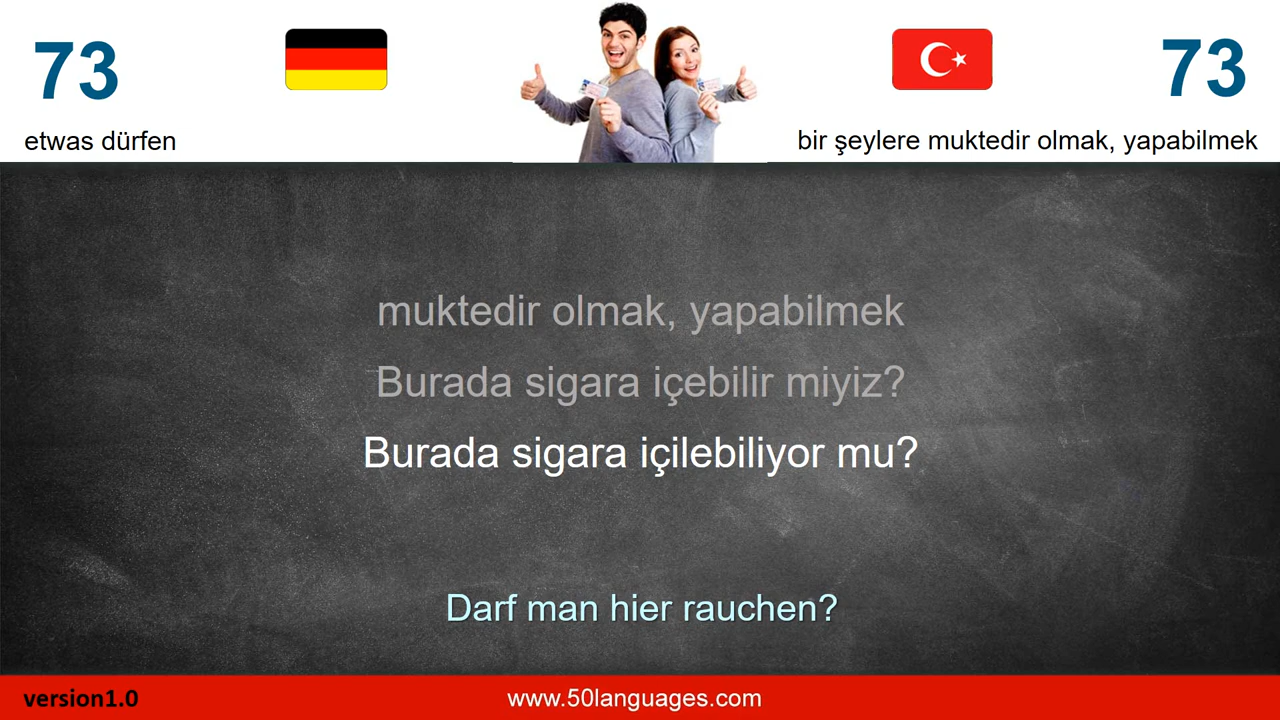 73
73
etwas dürfen
bir şeylere muktedir olmak, yapabilmek
muktedir olmak, yapabilmek
Burada sigara içebilir miyiz?
Burada sigara içilebiliyor mu?
Darf man hier rauchen?
version1.0
www.50languages.com